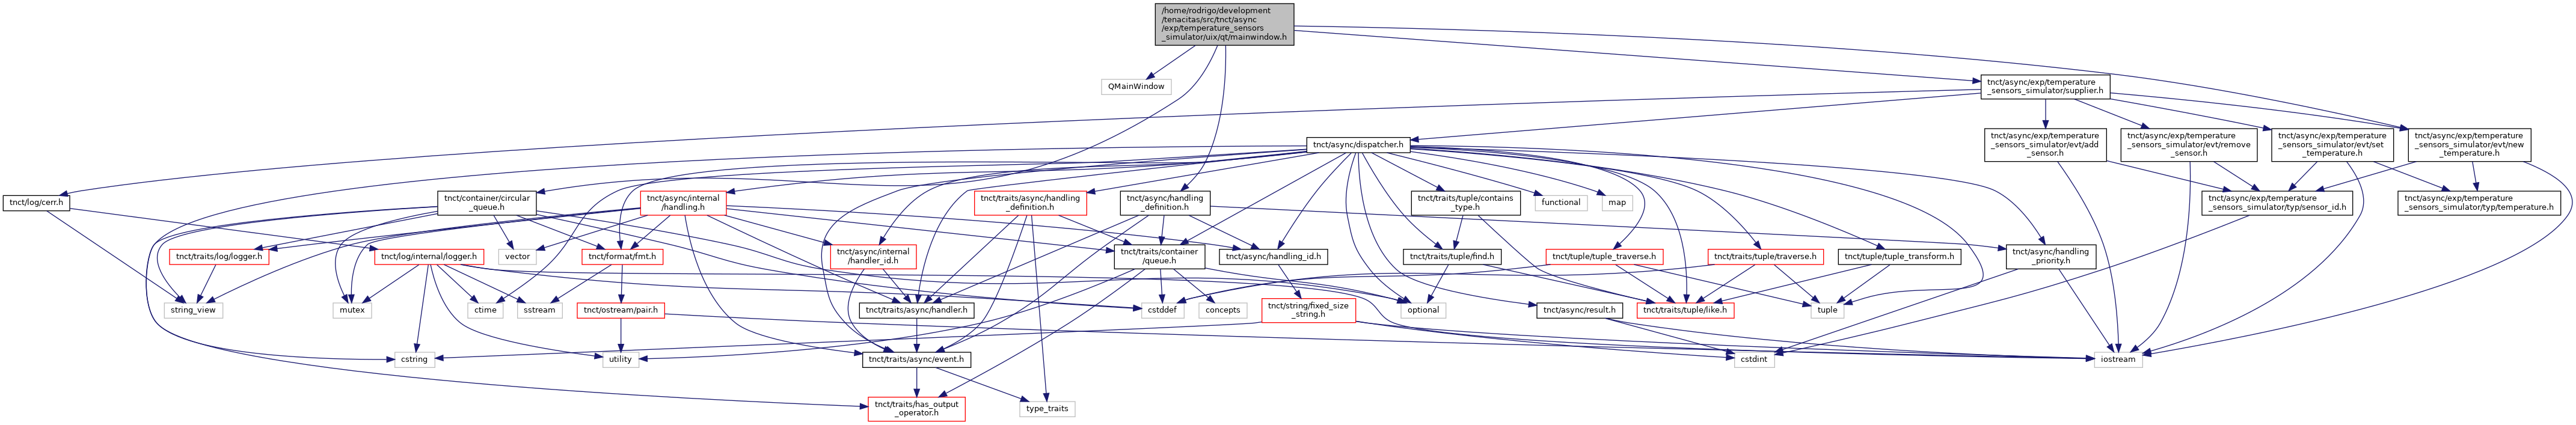 /home/rodrigo/development
/tenacitas/src/tnct/async
/exp/temperature_sensors
_simulator/uix/qt/mainwindow.h
QMainWindow
tnct/async/exp/temperature
_sensors_simulator/supplier.h
tnct/async/dispatcher.h
tnct/async/exp/temperature
_sensors_simulator/evt/add
_sensor.h
tnct/async/exp/temperature
_sensors_simulator/evt/remove
_sensor.h
tnct/async/exp/temperature
_sensors_simulator/evt/set
_temperature.h
tnct/async/exp/temperature
_sensors_simulator/evt/new
_temperature.h
tnct/log/cerr.h
tnct/container/circular
_queue.h
tnct/async/internal
/handling.h
tnct/traits/async/handling
_definition.h
tnct/async/handling
_definition.h
tnct/traits/tuple/contains
_type.h
functional
map
tnct/async/exp/temperature
_sensors_simulator/typ/sensor_id.h
tnct/async/exp/temperature
_sensors_simulator/typ/temperature.h
tnct/traits/log/logger.h
tnct/log/internal/logger.h
vector
tnct/format/fmt.h
tnct/async/internal
/handler_id.h
tnct/traits/container
/queue.h
tnct/async/handling_id.h
tnct/traits/tuple/find.h
tnct/tuple/tuple_traverse.h
tnct/traits/tuple/traverse.h
tnct/tuple/tuple_transform.h
tnct/async/handling
_priority.h
string_view
mutex
ctime
sstream
tnct/ostream/pair.h
tnct/traits/async/handler.h
cstddef
concepts
tnct/string/fixed_size
_string.h
optional
tnct/async/result.h
tnct/traits/tuple/like.h
tuple
cstring
utility
tnct/traits/async/event.h
cstdint
iostream
tnct/traits/has_output
_operator.h
type_traits